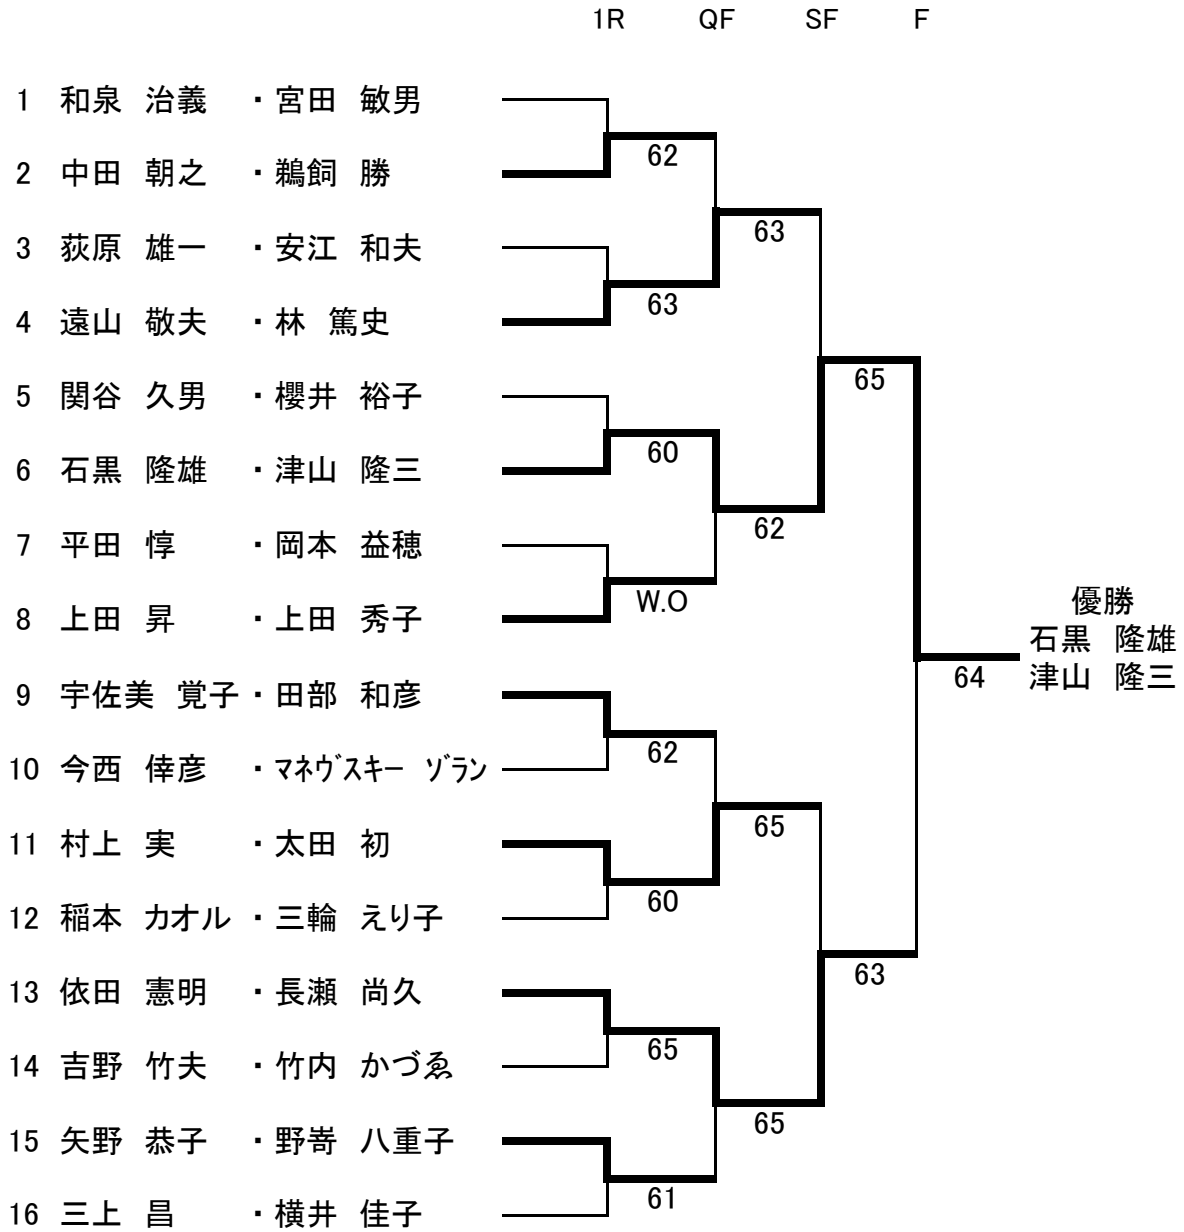 1R QF SF F
1 和泉 治義 ・宮田 敏男
62
2 中田 朝之 ・鵜飼 勝
63
3 荻原 雄一 ・安江 和夫
63
4 遠山 敬夫 ・林 篤史
65
5 関谷 久男 ・櫻井 裕子
60
6 石黒 隆雄 ・津山 隆三
62
7 平田 惇 ・岡本 益穂
W.O
8 上田 昇 ・上田 秀子
優勝
石黒 隆雄
64 津山 隆三
9 宇佐美 覚子・田部 和彦
62
10 今西 倖彦 ・マネヴスキー ゾラン
65
11 村上 実 ・太田 初
60
12 稲本 カオル ・三輪 えり子
63
13 依田 憲明 ・長瀬 尚久
65
14 吉野 竹夫 ・竹内 かづゑ
65
15 矢野 恭子 ・野嵜 八重子
61
16 三上 昌 ・横井 佳子